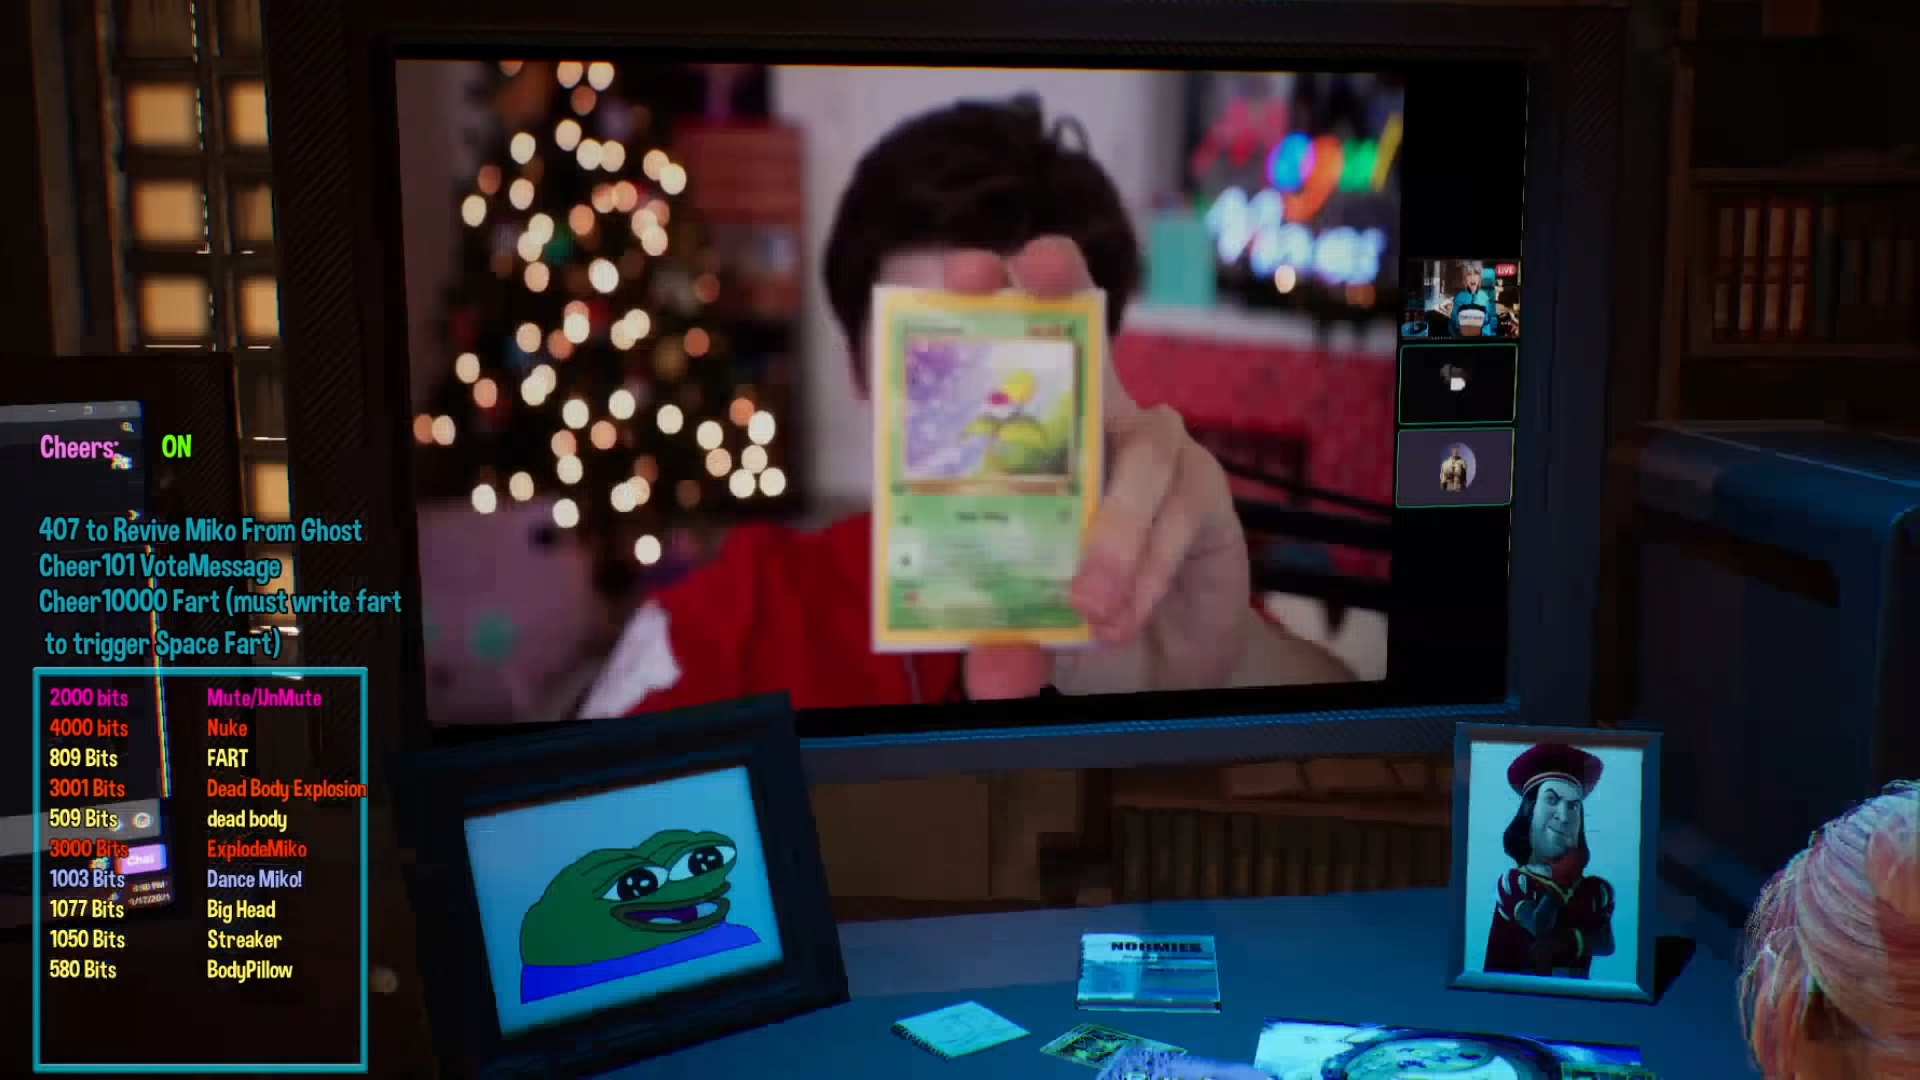 LIVE
Cheers: ON
407 to Revive Miko From Ghost
Cheer101 VoteMessage
Cheer10000 Fart (must write fart
to trigger Space Fart)
2000 bits Mute/UnMute
4000 bits Nuke
809 Bits FART
3001 Bits Dead Body Explosion
509 Bits dead body
3000 Bits ExplodeMiko
1003 Bits Dance Miko!
1077 Bits Big Head
1050 Bits Streaker
580 Bits BodyPillow
Chat
NORMIES